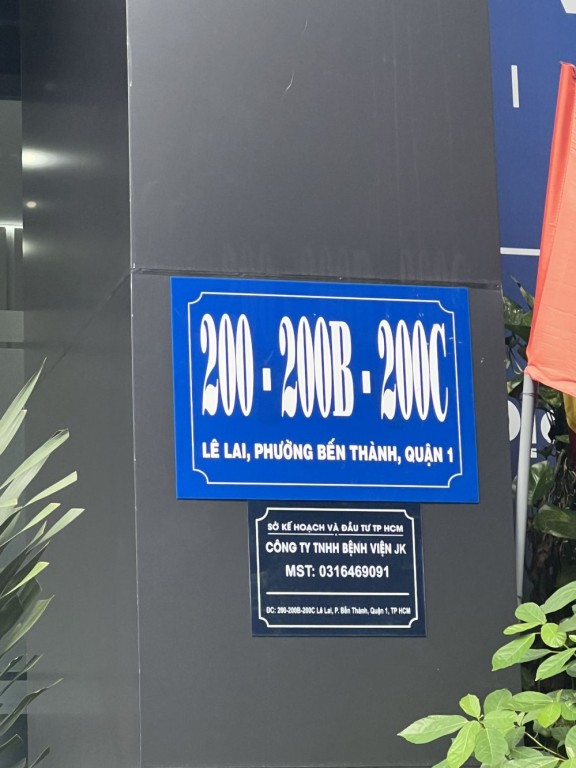 200 - 200B - 200C
LÊ LAI, PHƯỜNG BẾN THÀNH, QUẬN 1
SỞ KẾ HOẠCH VÀ ĐẦU TƯ TP HCM
CÔNG TY TNHH BỆNH VIỆN JK
MST: 0316469091
ĐC: 200-200B-200C Lê Lai, P. Bến Thành, Quận 1, TP HCM